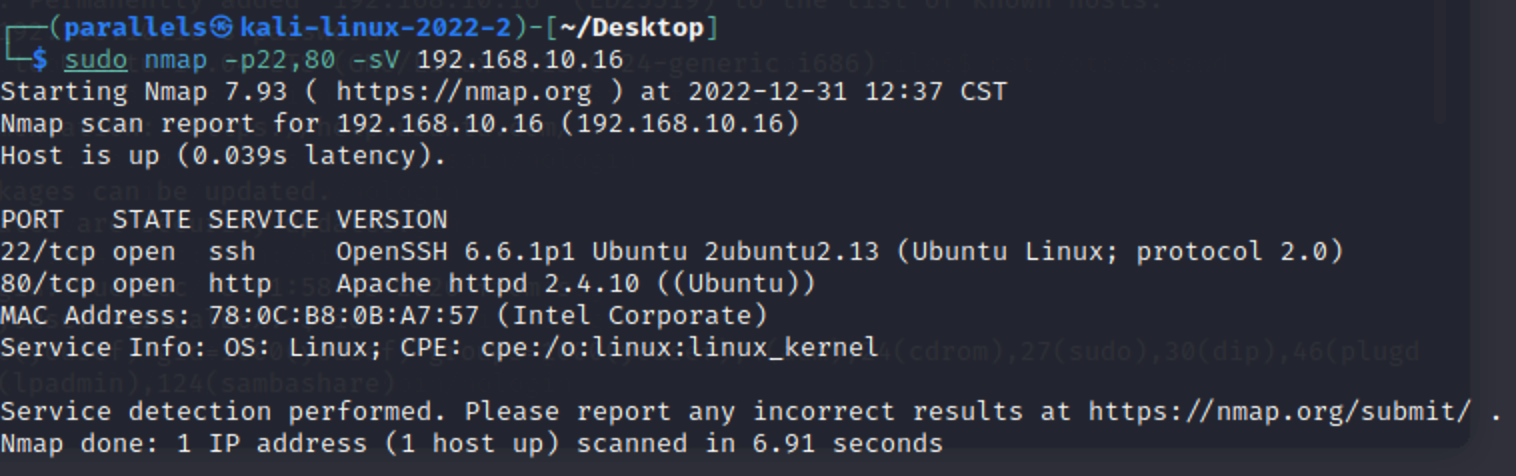 (parallels㉿kali-linux-2022-2)-[~/Desktop]
$ sudo nmap -p22,80 -sV 192.168.10.16
Starting Nmap 7.93 ( https://nmap.org ) at 2022-12-31 12:37 CST
Nmap scan report for 192.168.10.16 (192.168.10.16)
Host is up (0.039s latency).
PORT   STATE SERVICE VERSION
22/tcp open  ssh     OpenSSH 6.6.1p1 Ubuntu 2ubuntu2.13 (Ubuntu Linux; protocol 2.0)
80/tcp open  http    Apache httpd 2.4.10 ((Ubuntu))
MAC Address: 78:0C:B8:0B:A7:57 (Intel Corporate)
Service Info: OS: Linux; CPE: cpe:/o:linux:linux_kernel
Service detection performed. Please report any incorrect results at https://nmap.org/submit/ .
Nmap done: 1 IP address (1 host up) scanned in 6.91 seconds